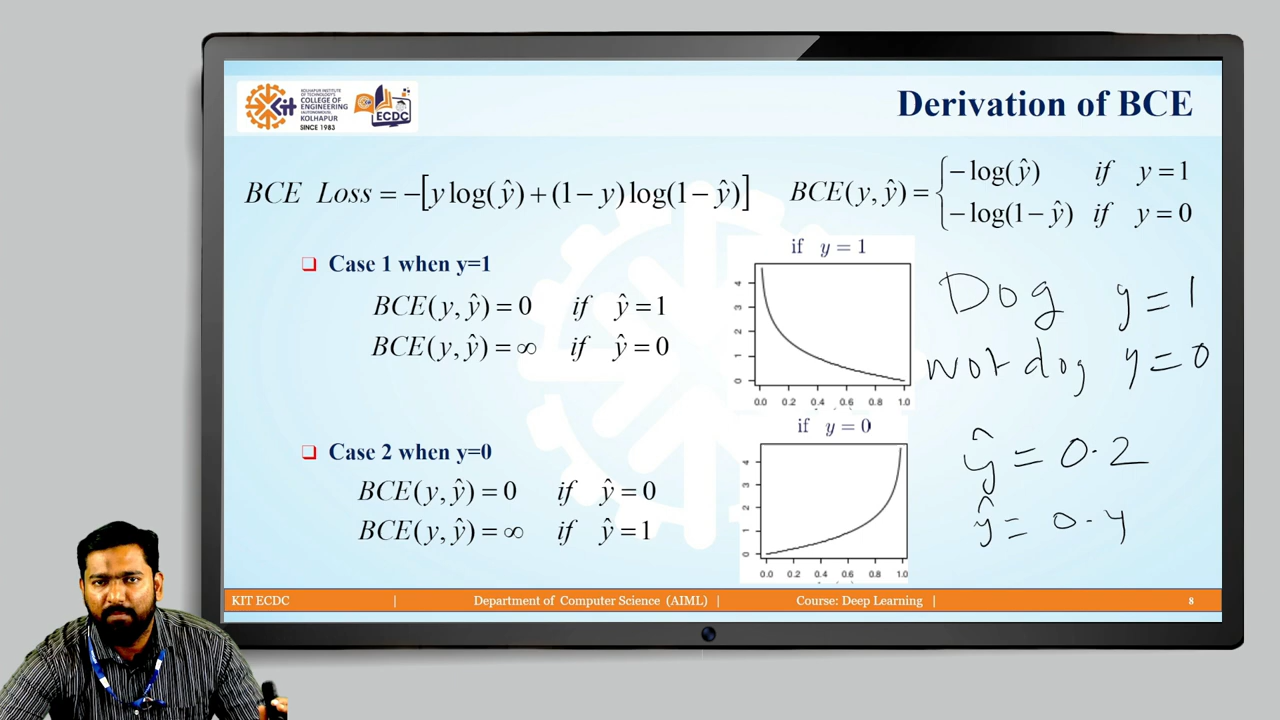 KOLHAPUR INSTITUTE
OF TECHNOLOGY'S
COLLEGE OF
ENGINEERING
(AUTONOMOUS),
KOLHAPUR
SINCE 1983
Kit
ECDC
Derivation of BCE
BCE Loss = −[y log(ŷ) + (1 − y) log(1 − ŷ)]
BCE(y, ŷ) = { −log(ŷ) if y = 1
−log(1 − ŷ) if y = 0
Case 1 when y=1
BCE(y, ŷ) = 0 if ŷ = 1
BCE(y, ŷ) = ∞ if ŷ = 0
if y = 1
4
3
2
1
0
0.0 0.2 0.4 0.6 0.8 1.0
Dog y = 1
not dog y = 0
Case 2 when y=0
BCE(y, ŷ) = 0 if ŷ = 0
BCE(y, ŷ) = ∞ if ŷ = 1
if y = 0
4
3
2
1
0
0.0 0.2 0.4 0.6 0.8 1.0
ŷ = 0.2
ŷ = 0.4
KIT ECDC | Department of Computer Science (AIML) | Course: Deep Learning | 8